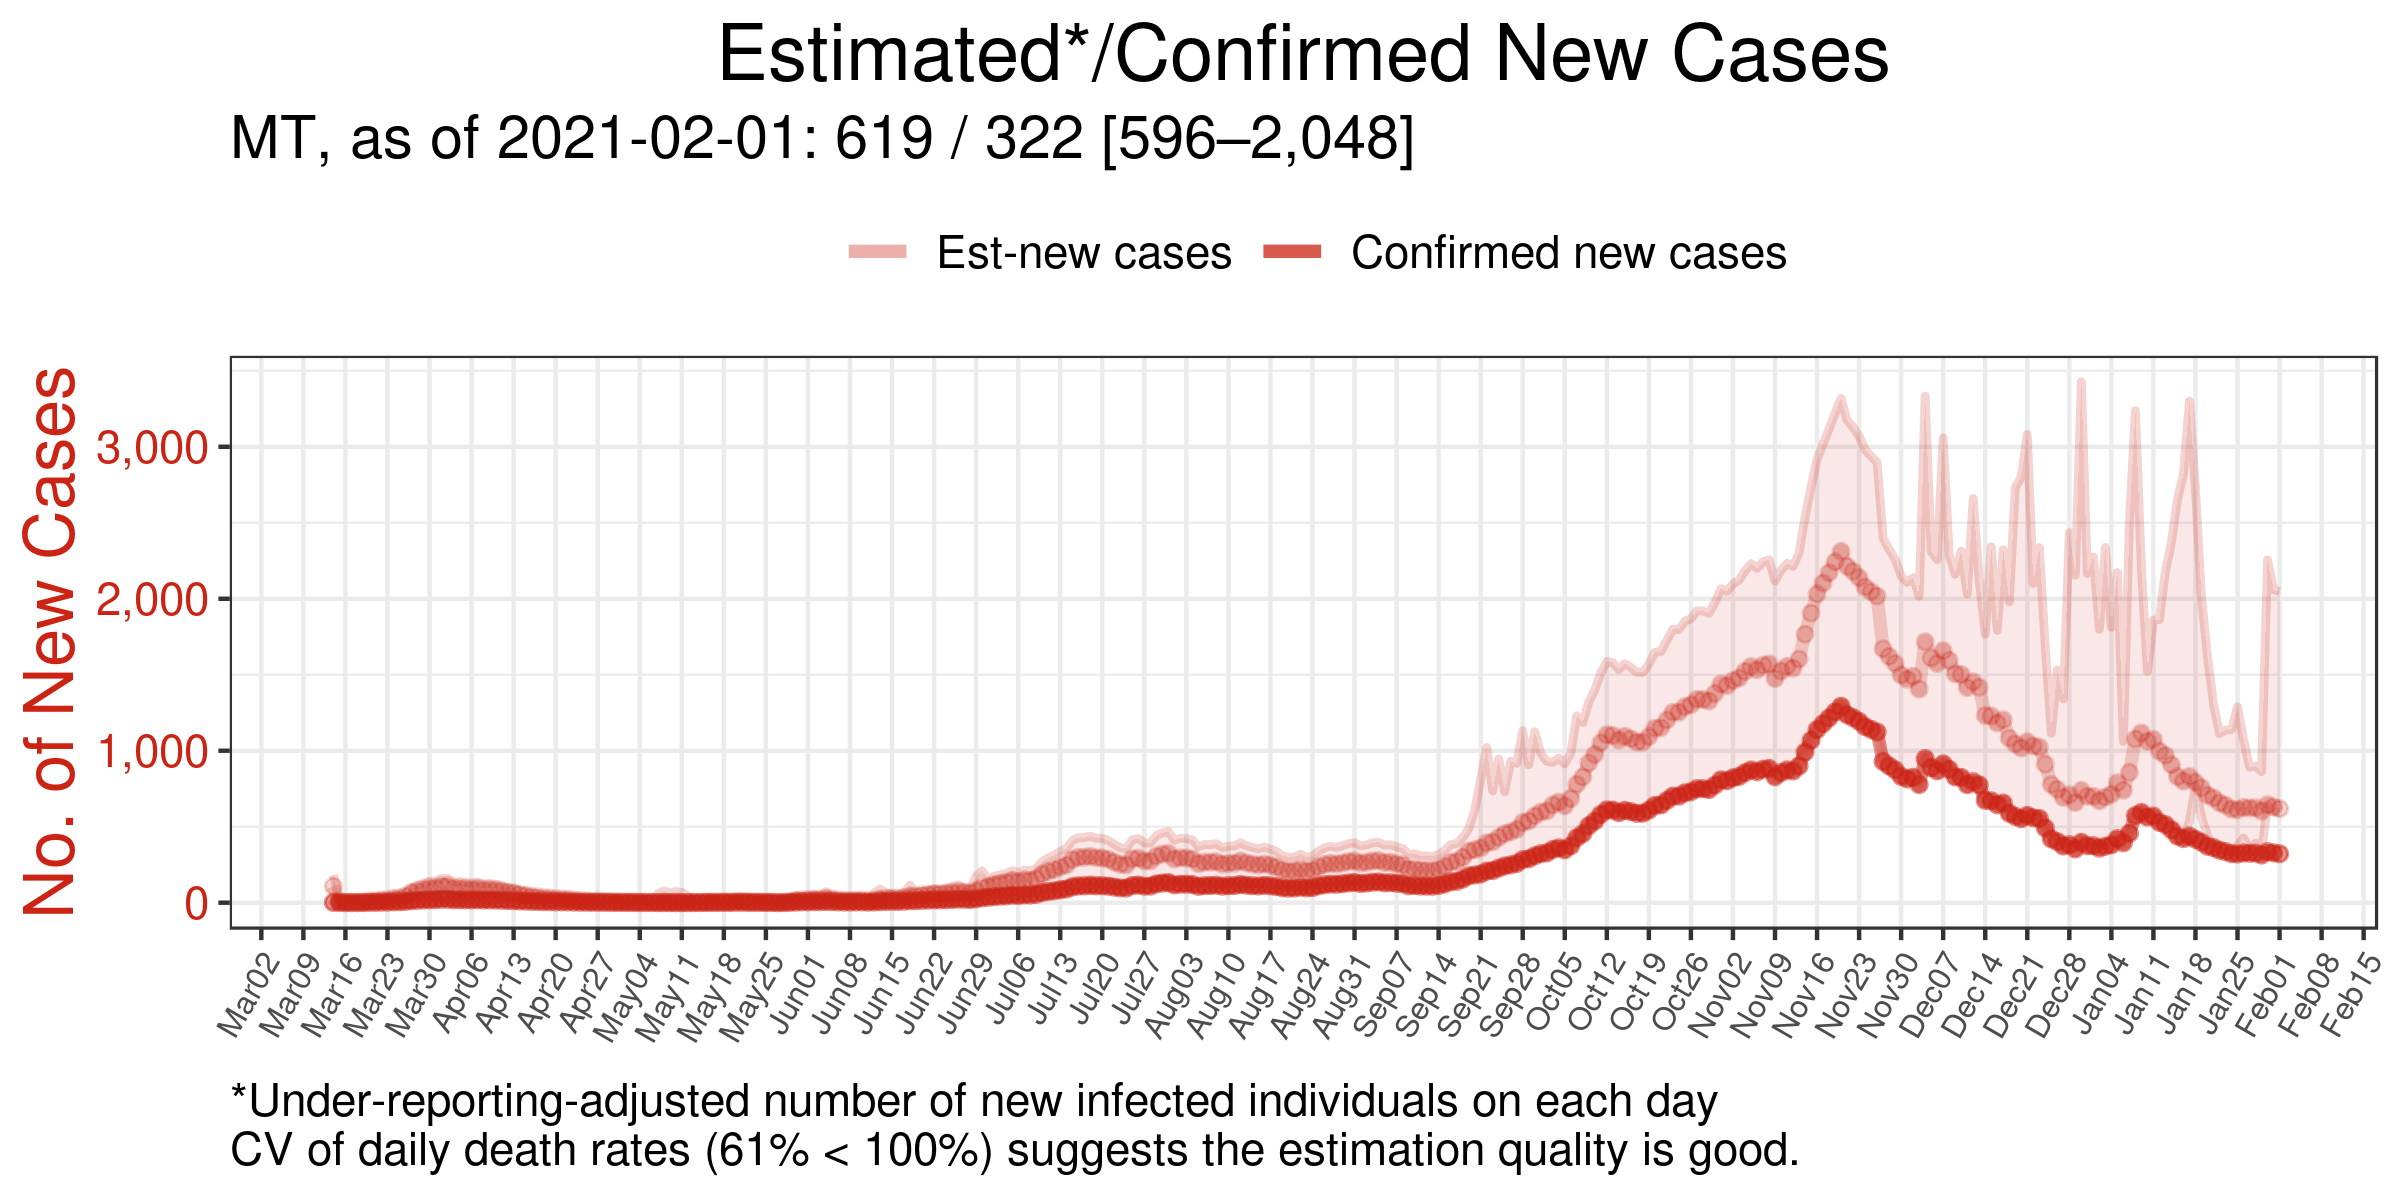 Estimated*/Confirmed New Cases
MT, as of 2021-02-01: 619 / 322 [596–2,048]
Est-new cases
Confirmed new cases
No. of New Cases
3,000
2,000
1,000
0
Mar02
Mar09
Mar16
Mar23
Mar30
Apr06
Apr13
Apr20
Apr27
May04
May11
May18
May25
Jun01
Jun08
Jun15
Jun22
Jun29
Jul06
Jul13
Jul20
Jul27
Aug03
Aug10
Aug17
Aug24
Aug31
Sep07
Sep14
Sep21
Sep28
Oct05
Oct12
Oct19
Oct26
Nov02
Nov09
Nov16
Nov23
Nov30
Dec07
Dec14
Dec21
Dec28
Jan04
Jan11
Jan18
Jan25
Feb01
Feb08
Feb15
*Under-reporting-adjusted number of new infected individuals on each day
CV of daily death rates (61% < 100%) suggests the estimation quality is good.